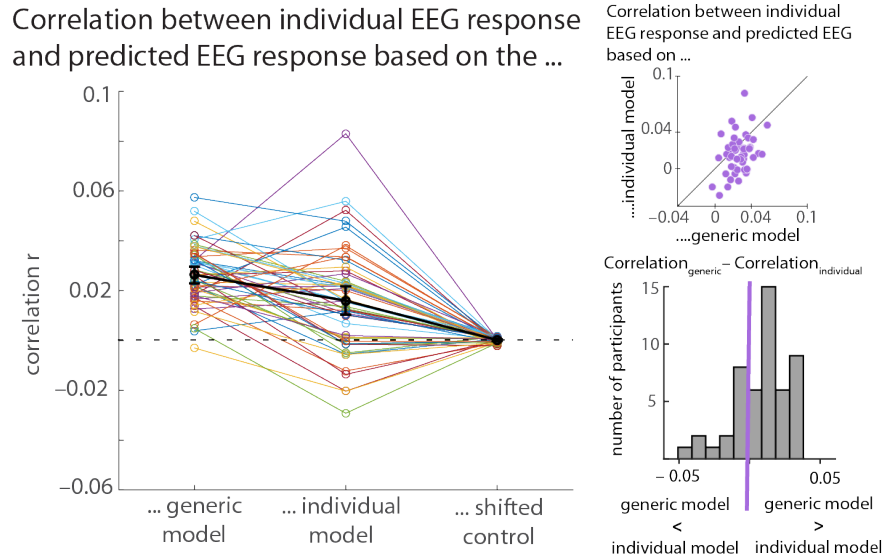 Correlation between individual EEG response
and predicted EEG response based on the ...
correlation r
0.1
0.06
0.02
−0.02
−0.06
... generic
model
... individual
model
... shifted
control
Correlation between individual
EEG response and predicted EEG
based on ...
....individual model
0.1
0.04
0
−0.04
0
0.04
0.1
....generic model
Correlation generic − Correlation individual
number of participants
15
10
5
- 0.05
0.05
generic model
<
individual model
generic model
>
individual model